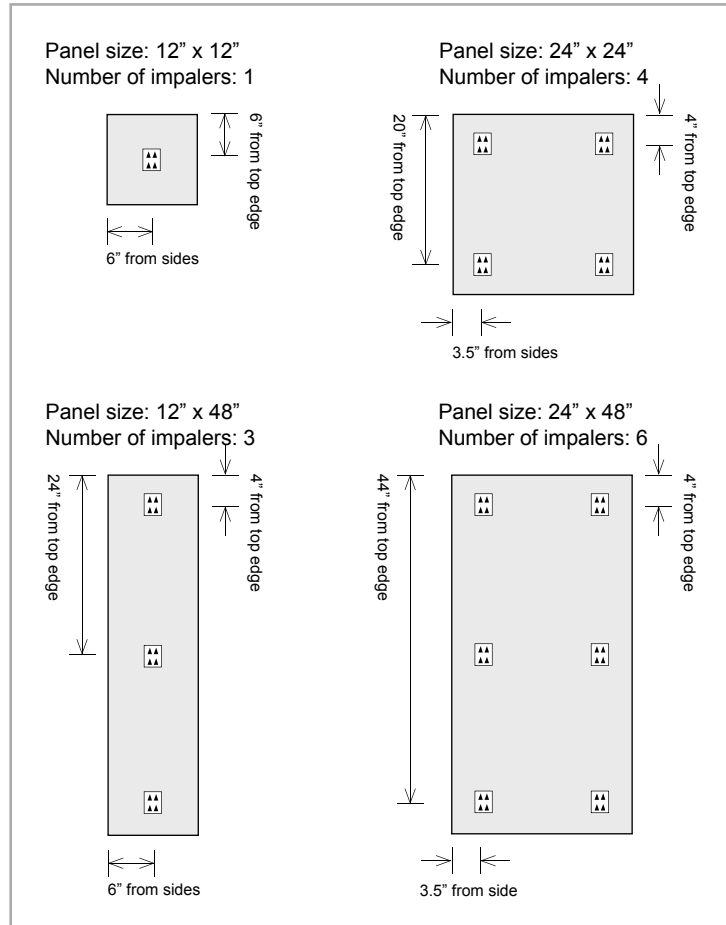 Panel size: 12” x 12”
Number of impalers: 1
6” from top edge
6” from sides
Panel size: 24” x 24”
Number of impalers: 4
20” from top edge
4” from top edge
3.5” from sides
Panel size: 12” x 48”
Number of impalers: 3
24” from top edge
4” from top edge
6” from sides
Panel size: 24” x 48”
Number of impalers: 6
44” from top edge
4” from top edge
3.5” from side